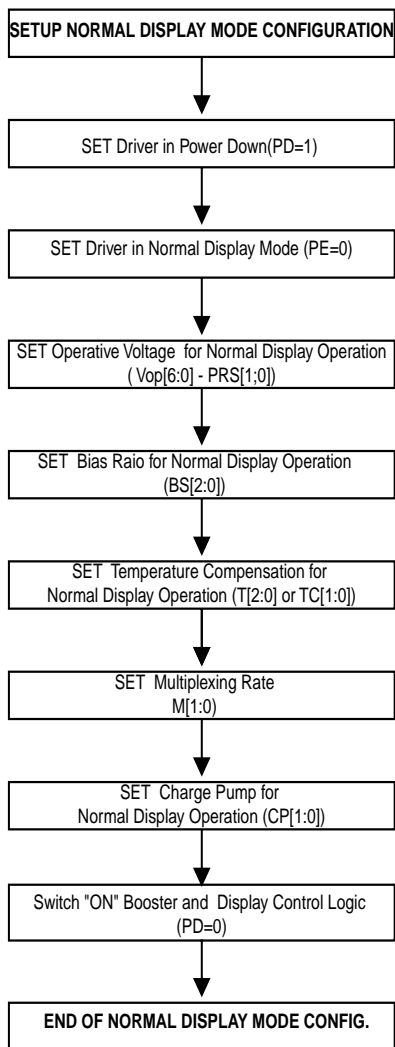 SETUP NORMAL DISPLAY MODE CONFIGURATION
SET Driver in Power Down(PD=1)
SET Driver in Normal Display Mode (PE=0)
SET Operative Voltage for Normal Display Operation
( Vop[6:0] - PRS[1;0])
SET Bias Raio for Normal Display Operation
(BS[2:0])
SET Temperature Compensation for
Normal Display Operation (T[2:0] or TC[1:0])
SET Multiplexing Rate
M[1:0)
SET Charge Pump for
Normal Display Operation (CP[1:0])
Switch "ON" Booster and Display Control Logic
(PD=0)
END OF NORMAL DISPLAY MODE CONFIG.